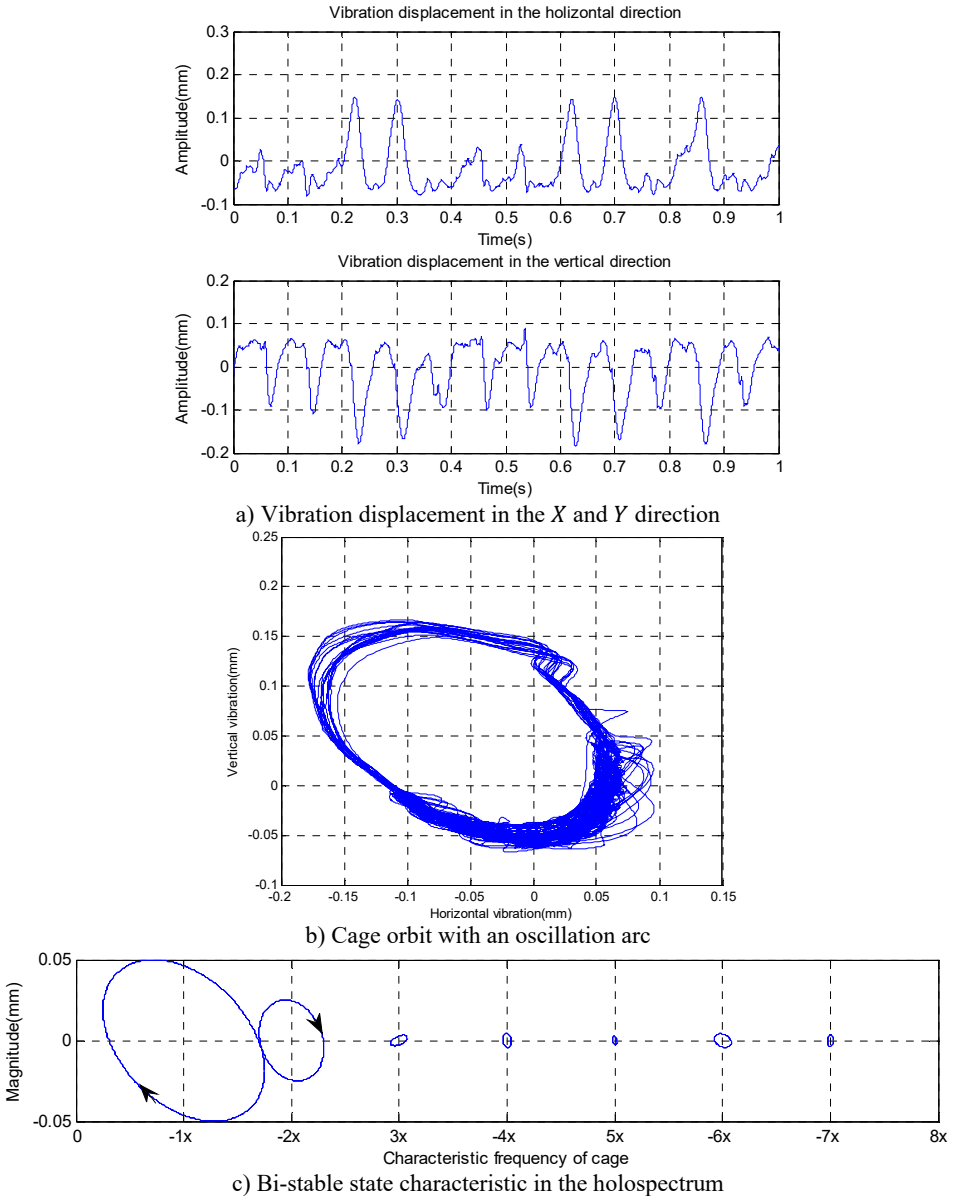 Vibration displacement in the holizontal direction
0.3
0.2
0.1
0
-0.1
Amplitude(mm)
0 0.1 0.2 0.3 0.4 0.5 0.6 0.7 0.8 0.9 1
Time(s)
Vibration displacement in the vertical direction
0.2
0.1
0
-0.1
-0.2
Amplitude(mm)
0 0.1 0.2 0.3 0.4 0.5 0.6 0.7 0.8 0.9 1
Time(s)
a) Vibration displacement in the X and Y direction
0.25
0.2
0.15
0.1
0.05
0
-0.05
-0.1
Vertical vibration(mm)
-0.2 -0.15 -0.1 -0.05 0 0.05 0.1 0.15
Horizontal vibration(mm)
b) Cage orbit with an oscillation arc
0.05
0
-0.05
Magnitude(mm)
0 -1x -2x 3x -4x 5x -6x -7x 8x
Characteristic frequency of cage
c) Bi-stable state characteristic in the holospectrum